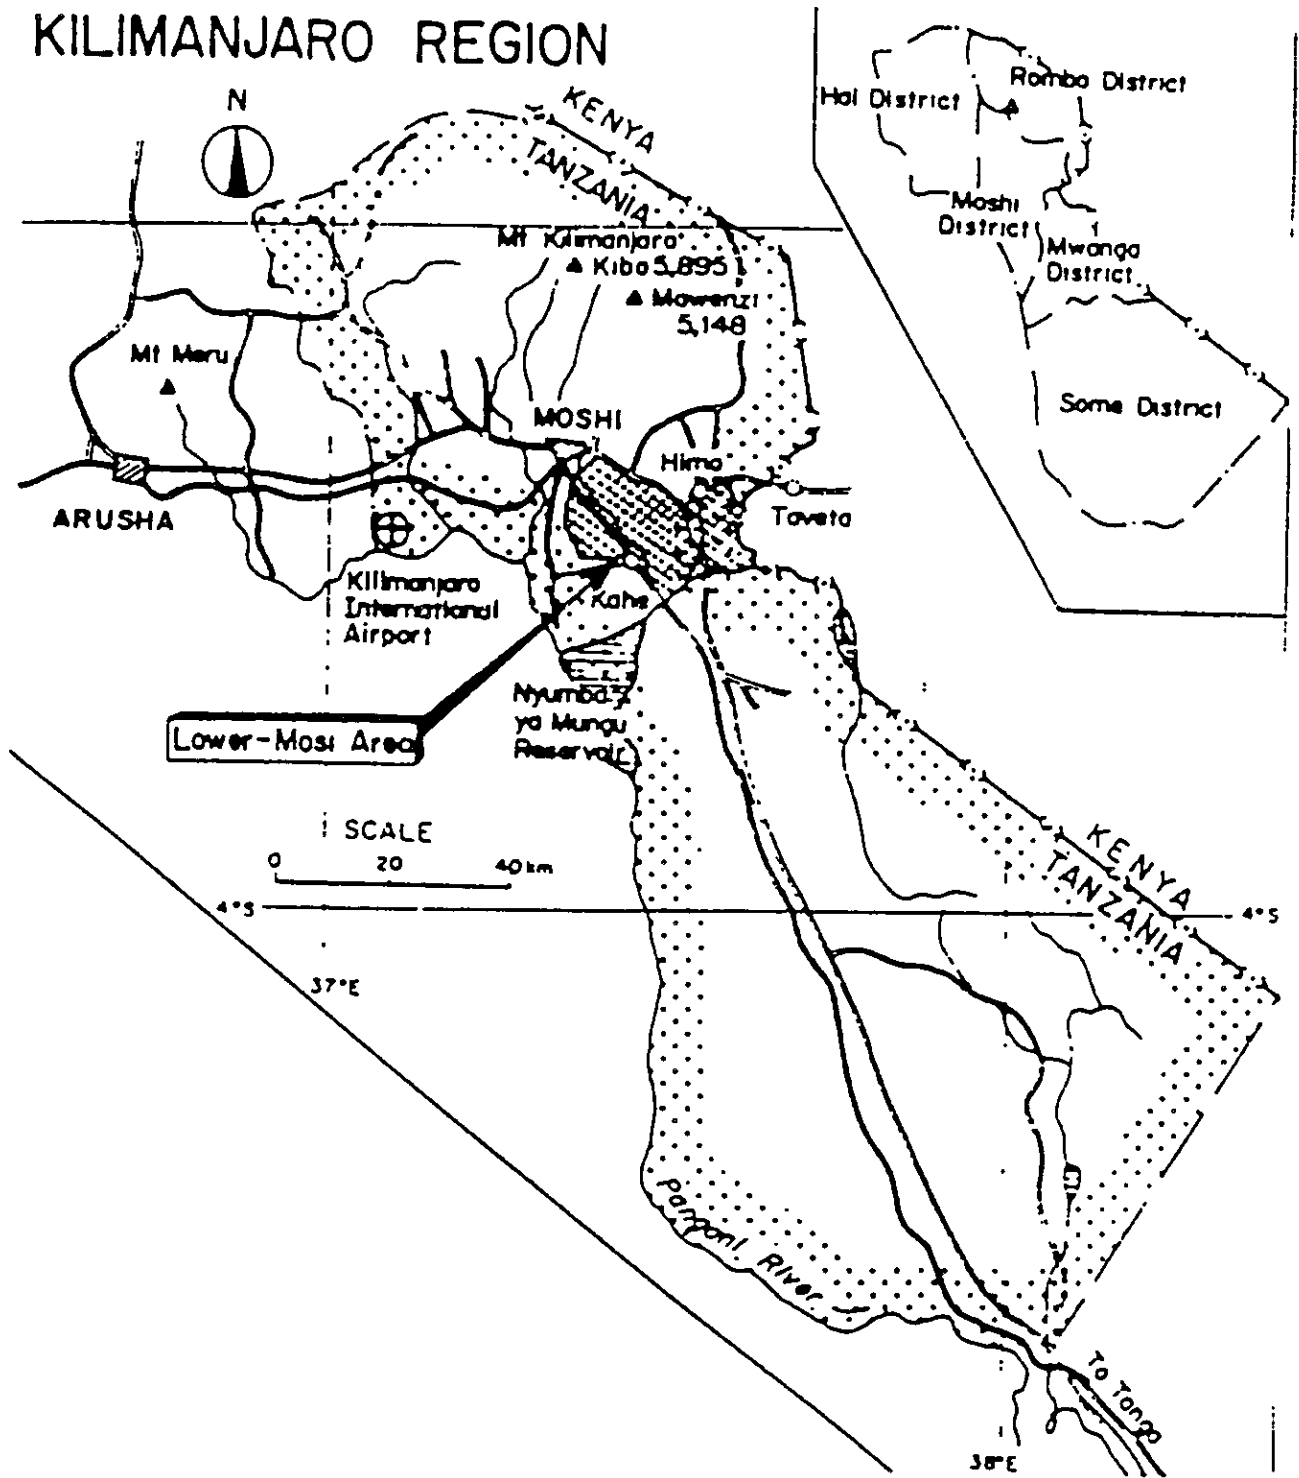 KILIMANJARO REGION
N
KENYA
TANZANIA
Mt Kilimanjaro
Kibo 5,895
Mawenzi
5,148
Mt Meru
MOSHI
Himo
Taveta
ARUSHA
Kilimanjaro
International
Airport
Kahe
Nyumba
ya Mungu
Reservoir
Lower-Mosi Area
SCALE
0 20 40 km
4°S
4°S
37°E
KENYA
TANZANIA
Pangani River
To Tanga
38°E
Rombo District
Hai District
Moshi
District
Mwanga
District
Same District